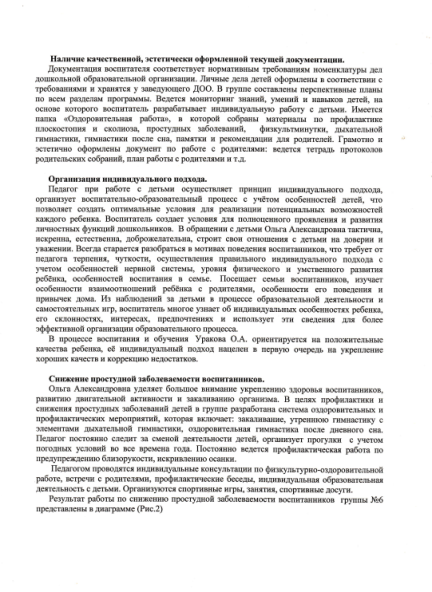 Наличие качественной, эстетически оформленной текущей документации.
Документация воспитателя соответствует нормативным требованиям номенклатуры дел
дошкольной образовательной организации. Личные дела детей оформлены в соответствии с
требованиями и хранятся у заведующего ДОО. В группе составлены перспективные планы
по всем разделам программы. Ведется мониторинг знаний, умений и навыков детей, на
основе которого воспитатель разрабатывает индивидуальную работу с детьми. Имеется
папка «Оздоровительная работа», в которой собраны материалы по профилактике
плоскостопия и сколиоза, простудных заболеваний, физкультминутки, дыхательной
гимнастики, гимнастики после сна, памятки и рекомендации для родителей. Грамотно и
эстетично оформлены документ по работе с родителями: ведется тетрадь протоколов
родительских собраний, план работы с родителями и т.д.
Организация индивидуального подхода.
Педагог при работе с детьми осуществляет принцип индивидуального подхода,
организует воспитательно-образовательный процесс с учётом особенностей детей, что
позволяет создать оптимальные условия для реализации потенциальных возможностей
каждого ребенка. Воспитатель создает условия для полноценного проявления и развития
личностных функций дошкольников. В обращении с детьми Ольга Александровна тактична,
искренна, естественна, доброжелательна, строит свои отношения с детьми на доверии и
уважении. Всегда старается разобраться в мотивах поведения воспитанников, что требует от
педагога терпения, чуткости, осуществления правильного индивидуального подхода с
учетом особенностей нервной системы, уровня физического и умственного развития
ребёнка, особенностей воспитания в семье. Посещает семьи воспитанников, изучает
особенности взаимоотношений ребёнка с родителями, особенности его поведения и
привычек дома. Из наблюдений за детьми в процессе образовательной деятельности и
самостоятельных игр, воспитатель многое узнает об индивидуальных особенностях ребенка,
его склонностях, интересах, предпочтениях и использует эти сведения для более
эффективной организации образовательного процесса.
В процессе воспитания и обучения Уракова О.А. ориентируется на положительные
качества ребенка, её индивидуальный подход нацелен в первую очередь на укрепление
хороших качеств и коррекцию недостатков.
Снижение простудной заболеваемости воспитанников.
Ольга Александровна уделяет большое внимание укреплению здоровья воспитанников,
развитию двигательной активности и закаливанию организма. В целях профилактики и
снижения простудных заболеваний детей в группе разработана система оздоровительных и
профилактических мероприятий, которая включает: закаливание, утреннюю гимнастику с
элементами дыхательной гимнастики, оздоровительная гимнастика после дневного сна.
Педагог постоянно следит за сменой деятельности детей, организует прогулки с учетом
погодных условий во все времена года. Постоянно ведется профилактическая работа по
предупреждению близорукости, искривлению осанки.
Педагогом проводятся индивидуальные консультации по физкультурно-оздоровительной
работе, встречи с родителями, профилактические беседы, индивидуальная образовательная
деятельность с детьми. Организуются спортивные игры, занятия, спортивные досуги.
Результат работы по снижению простудной заболеваемости воспитанников группы №6
представлены в диаграмме (Рис.2)